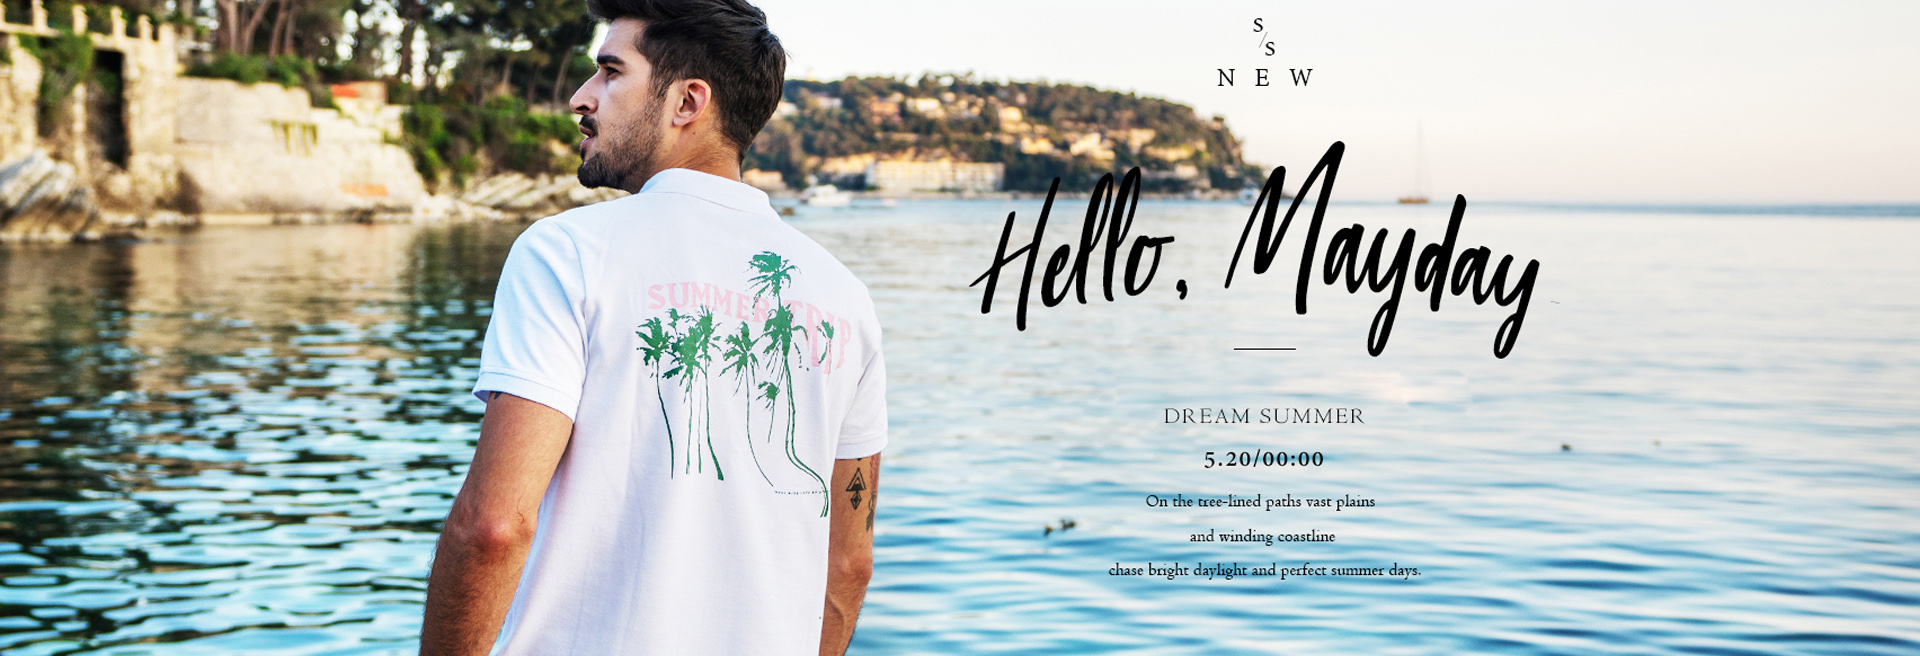 S/S
NEW
Hello, Mayday
DREAM SUMMER
5.20/00:00
On the tree-lined paths vast plains
and winding coastline
chase bright daylight and perfect summer days.
SUMMER TRIP